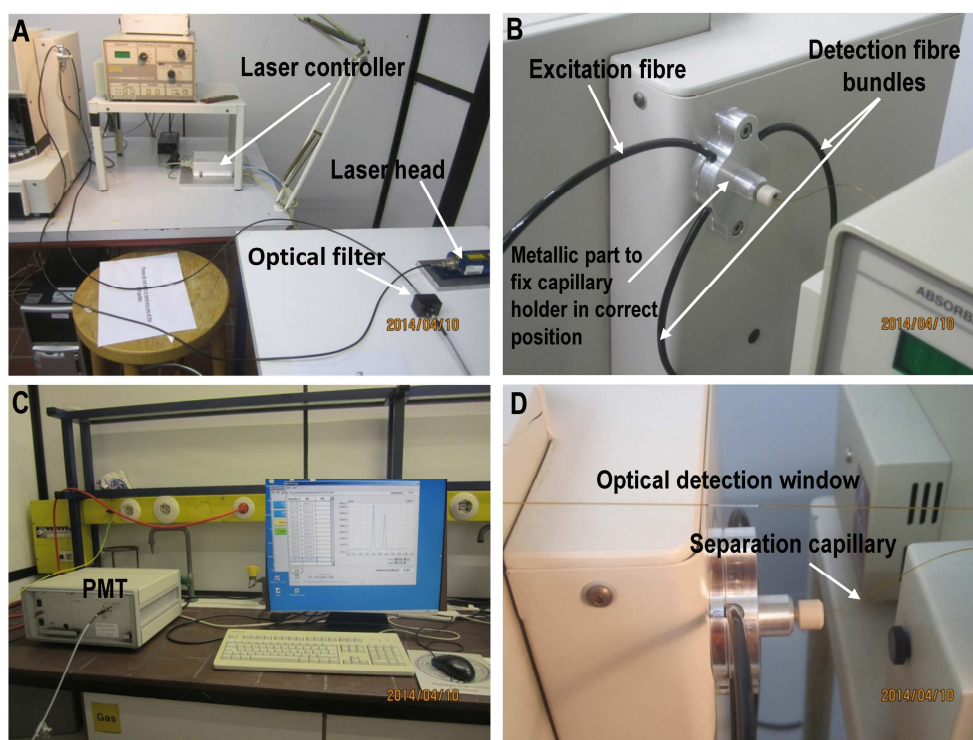 A
Laser controller
Laser head
Optical filter
2014/04/10
B
Excitation fibre
Detection fibre
bundles
Metallic part to
fix capillary
holder in correct
position
ABSORB
2014/04/10
C
PMT
Gas
2014/04/10
D
Optical detection window
Separation capillary
2014/04/10